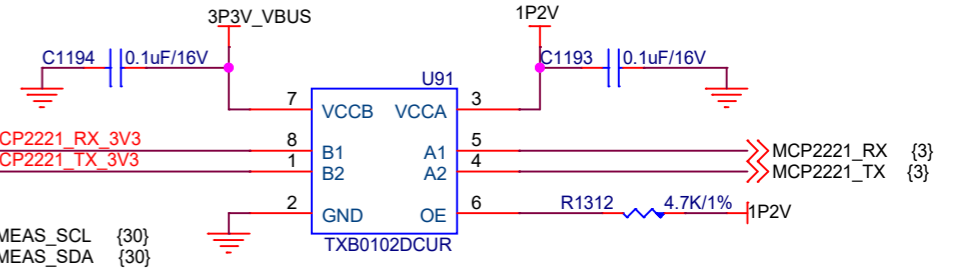 3P3V_VBUS
1P2V
C1194
0.1uF/16V
C1193
0.1uF/16V
U91
7
VCCB
VCCA
3
CP2221_RX_3V3
8
B1
A1
5
MCP2221_RX {3}
CP2221_TX_3V3
1
B2
A2
4
MCP2221_TX {3}
2
GND
OE
6
R1312
4.7K/1%
1P2V
TXB0102DCUR
MEAS_SCL {30}
MEAS_SDA {30}